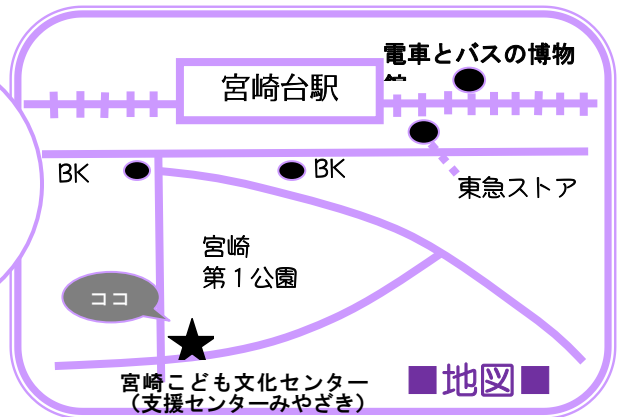 電車とバスの博物
宮崎台駅
BK
BK
東急ストア
宮崎
第1公園
ココ
■地図■
宮崎こども文化センター
(支援センターみやざき)